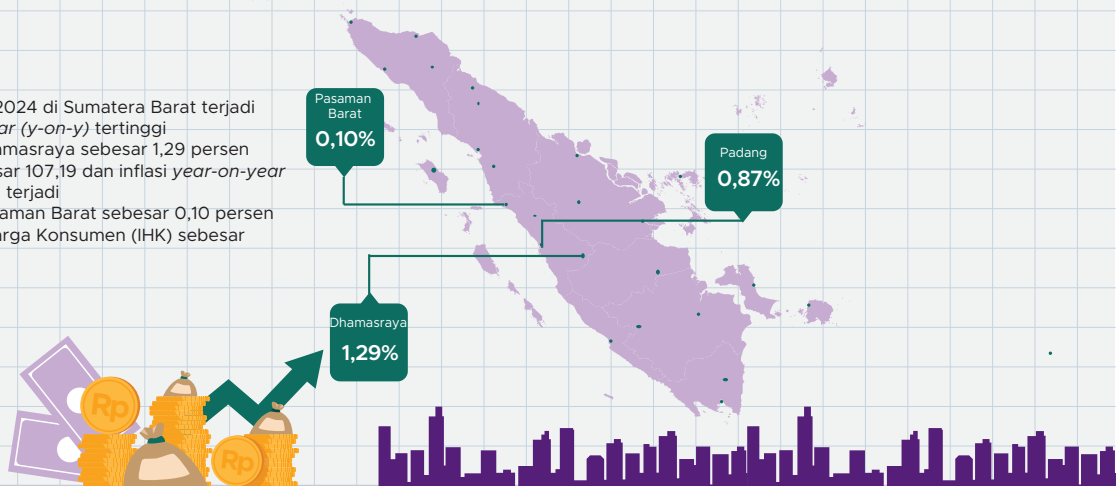 2024 di Sumatera Barat terjadi
ar (y-on-y) tertinggi
amasraya sebesar 1,29 persen
sar 107,19 dan inflasi year-on-year
terjadi
aman Barat sebesar 0,10 persen
arga Konsumen (IHK) sebesar
Pasaman
Barat
0,10%
Padang
0,87%
Dhamasraya
1,29%
Rp
Rp